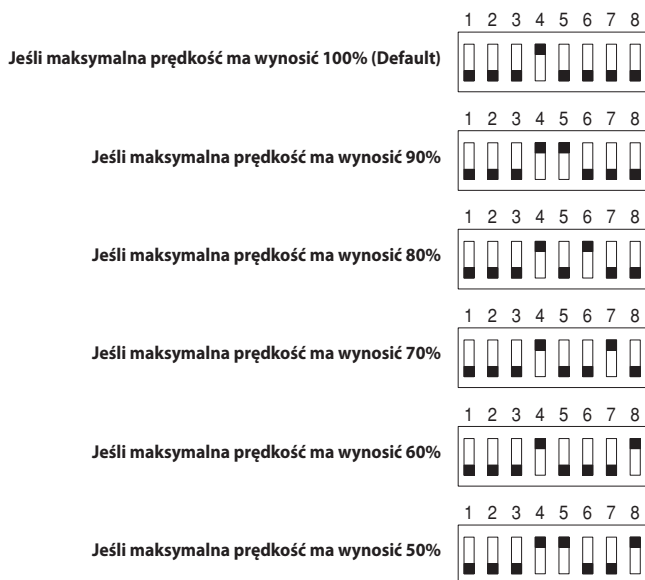 1 2 3 4 5 6 7 8
Jeśli maksymalna prędkość ma wynosić 100% (Default)
1 2 3 4 5 6 7 8
Jeśli maksymalna prędkość ma wynosić 90%
1 2 3 4 5 6 7 8
Jeśli maksymalna prędkość ma wynosić 80%
1 2 3 4 5 6 7 8
Jeśli maksymalna prędkość ma wynosić 70%
1 2 3 4 5 6 7 8
Jeśli maksymalna prędkość ma wynosić 60%
1 2 3 4 5 6 7 8
Jeśli maksymalna prędkość ma wynosić 50%